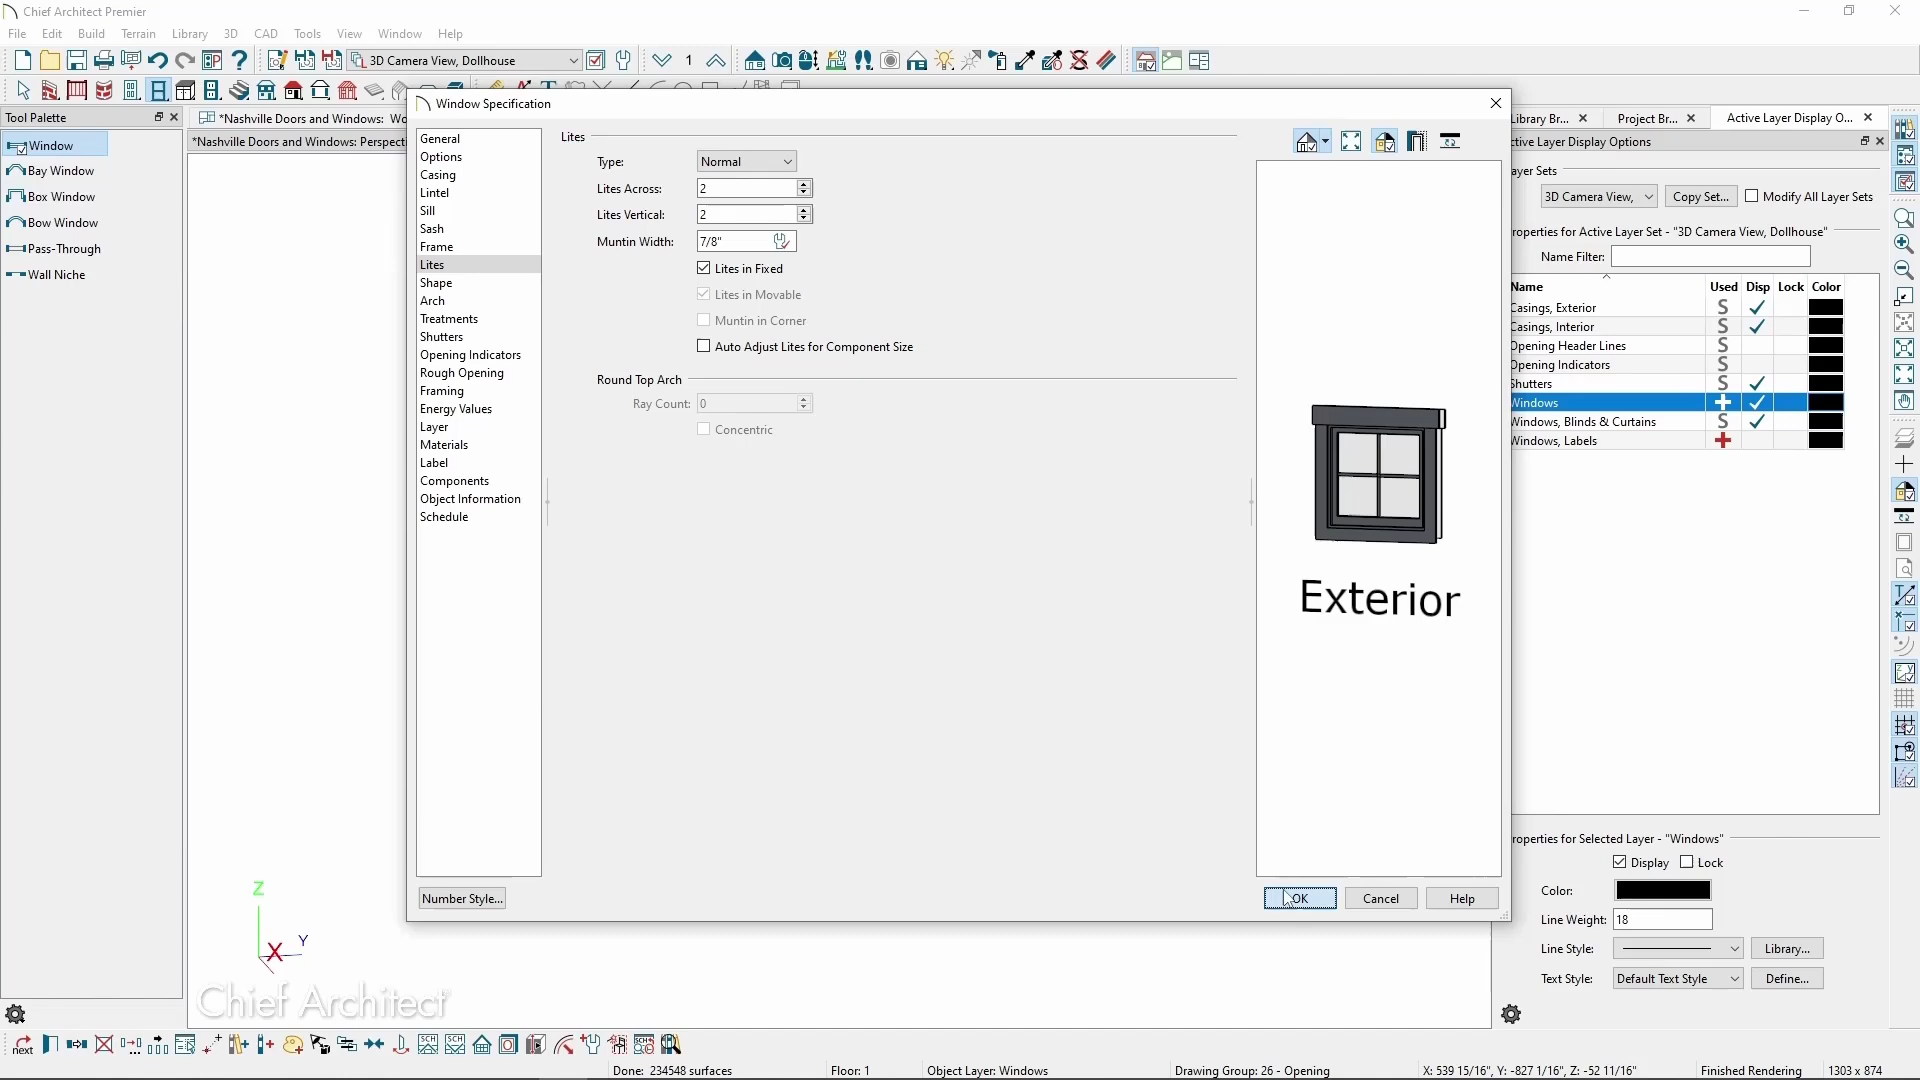 Chief Architect Premier
File Edit Build Terrain Library 3D CAD Tools View Window Help
3D Camera View, Dollhouse
1
Tool Palette
Window
Bay Window
Box Window
Bow Window
Pass-Through
Wall Niche
*Nashville Doors and Windows: Wo
*Nashville Doors and Windows: Perspecti
Window Specification
General
Options
Casing
Lintel
Sill
Sash
Frame
Lites
Shape
Arch
Treatments
Shutters
Opening Indicators
Rough Opening
Framing
Energy Values
Layer
Materials
Label
Components
Object Information
Schedule
Number Style...
Lites
Type: Normal
Lites Across: 2
Lites Vertical: 2
Muntin Width: 7/8"
Lites in Fixed
Lites in Movable
Muntin in Corner
Auto Adjust Lites for Component Size
Round Top Arch
Ray Count: 0
Concentric
Exterior
OK Cancel Help
Library Br... Project Br... Active Layer Display O...
ctive Layer Display Options
ayer Sets
3D Camera View, Copy Set... Modify All Layer Sets
roperties for Active Layer Set - "3D Camera View, Dollhouse"
Name Filter:
Name Used Disp Lock Color
Casings, Exterior S
Casings, Interior S
Opening Header Lines S
Opening Indicators S
Shutters S
Windows
Windows, Blinds & Curtains S
Windows, Labels
roperties for Selected Layer - "Windows"
Display Lock
Color:
Line Weight: 18
Line Style: Library...
Text Style: Default Text Style Define...
Z
X Y
Chief Architect
next
Done: 234548 surfaces Floor: 1 Object Layer: Windows Drawing Group: 26 - Opening X: 539 15/16", Y: -827 1/16", Z: -52 11/16" Finished Rendering 1303 x 874